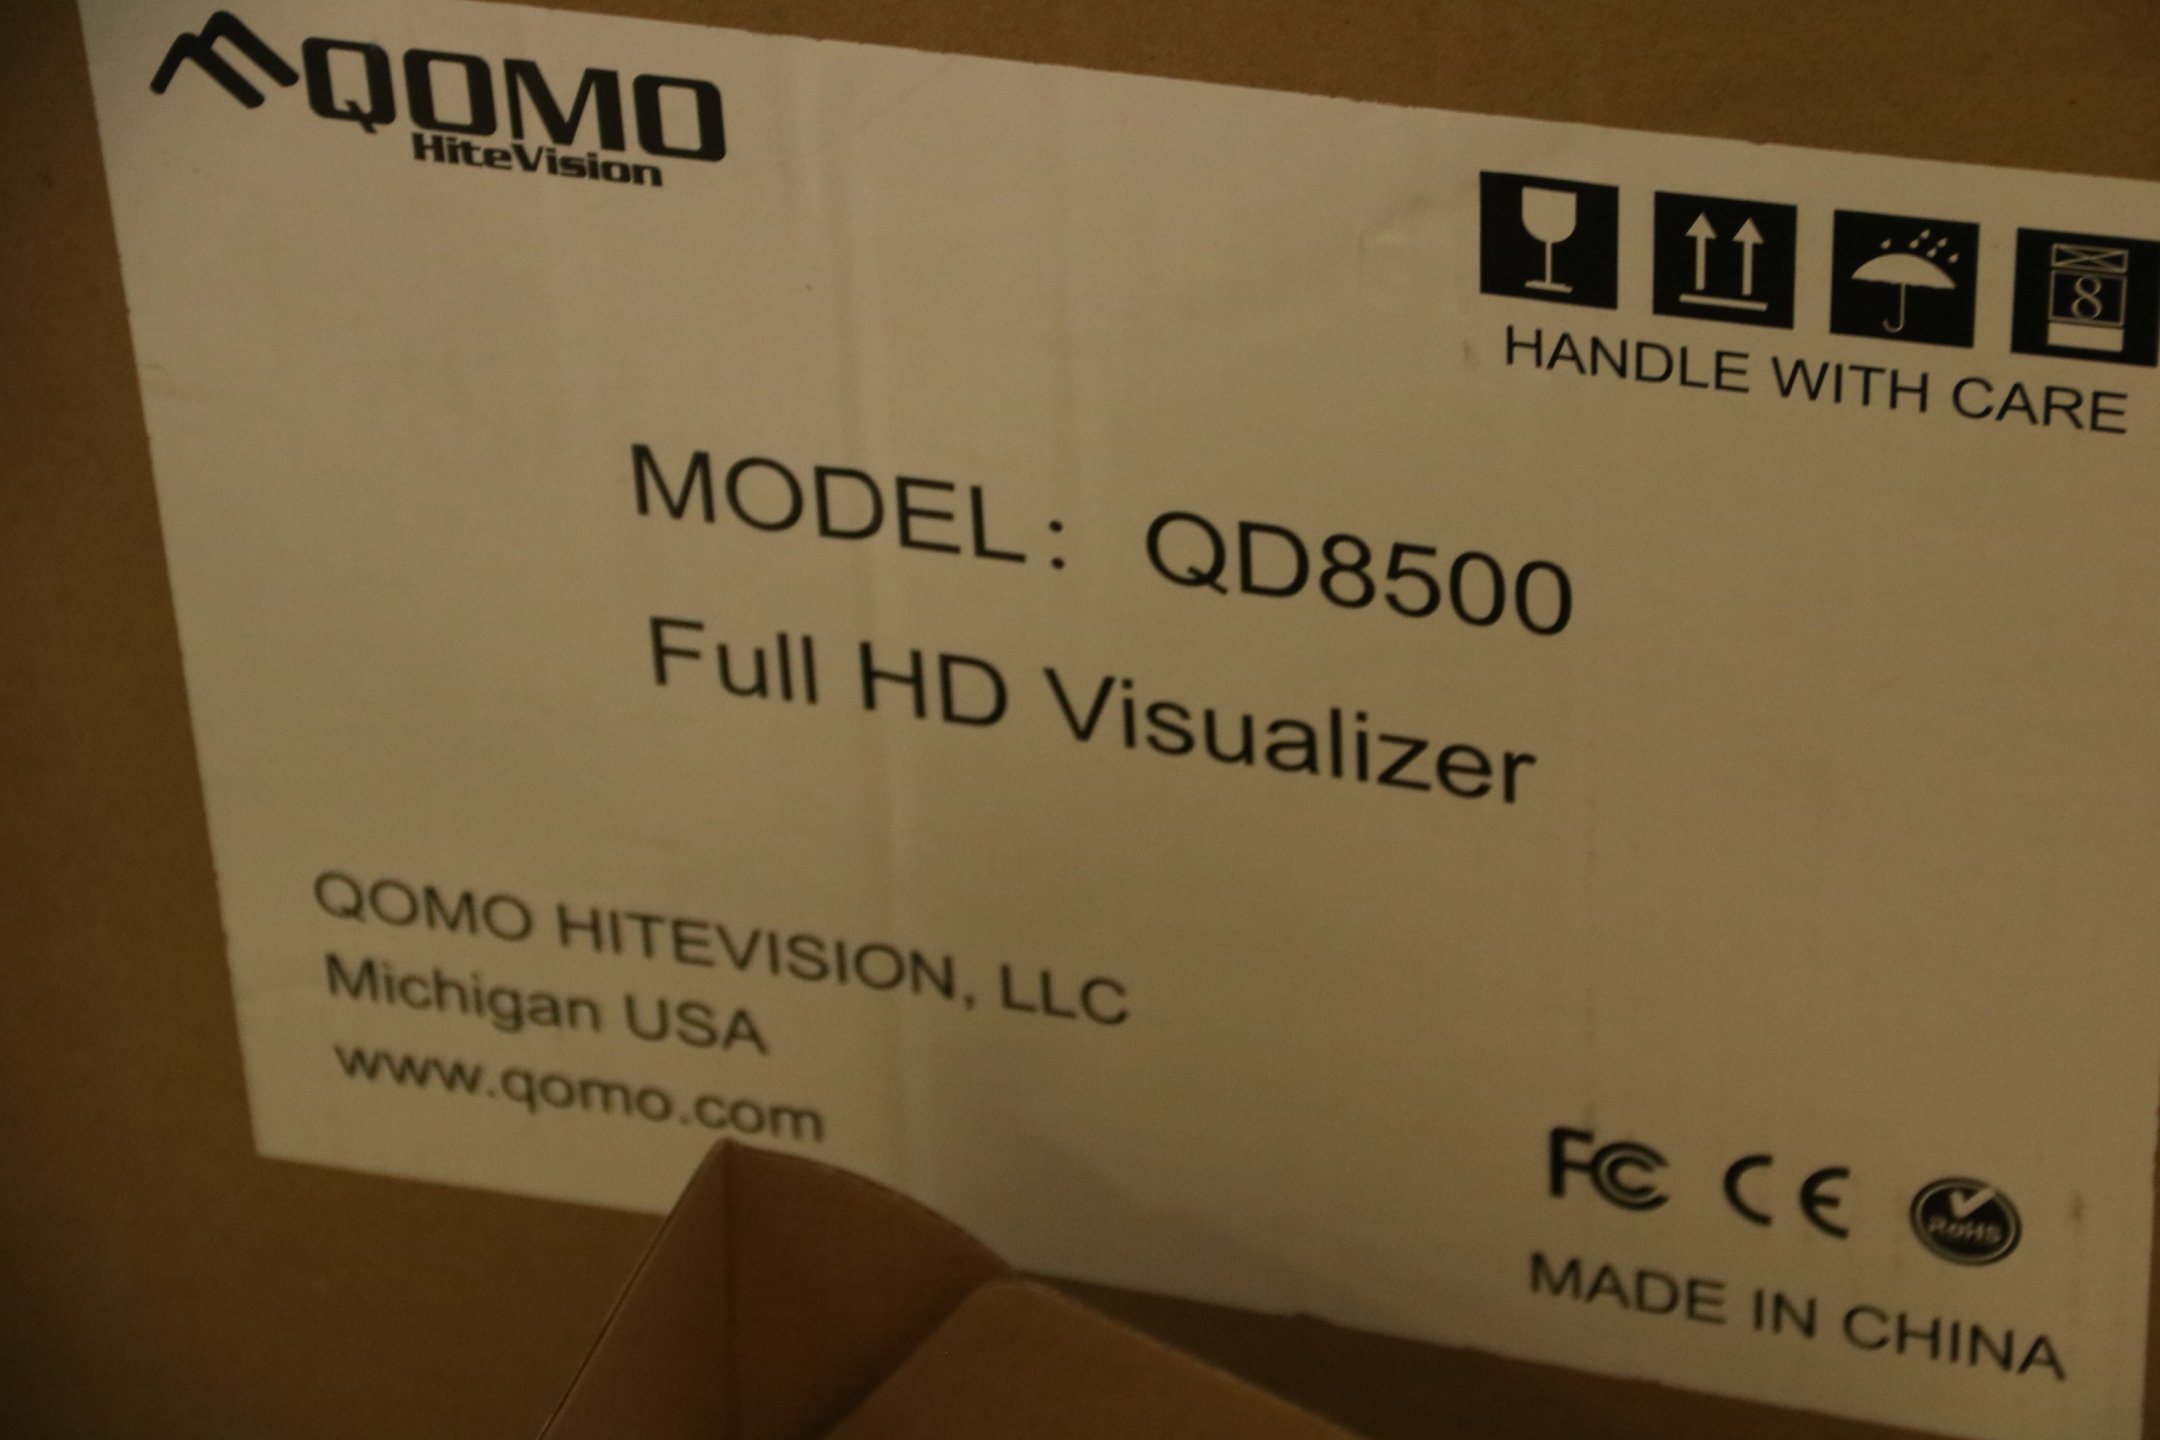 QOMO
HiteVision
8
HANDLE WITH CARE
MODEL: QD8500
Full HD Visualizer
QOMO HITEVISION, LLC
Michigan USA
www.qomo.com
FC CE RoHS
MADE IN CHINA